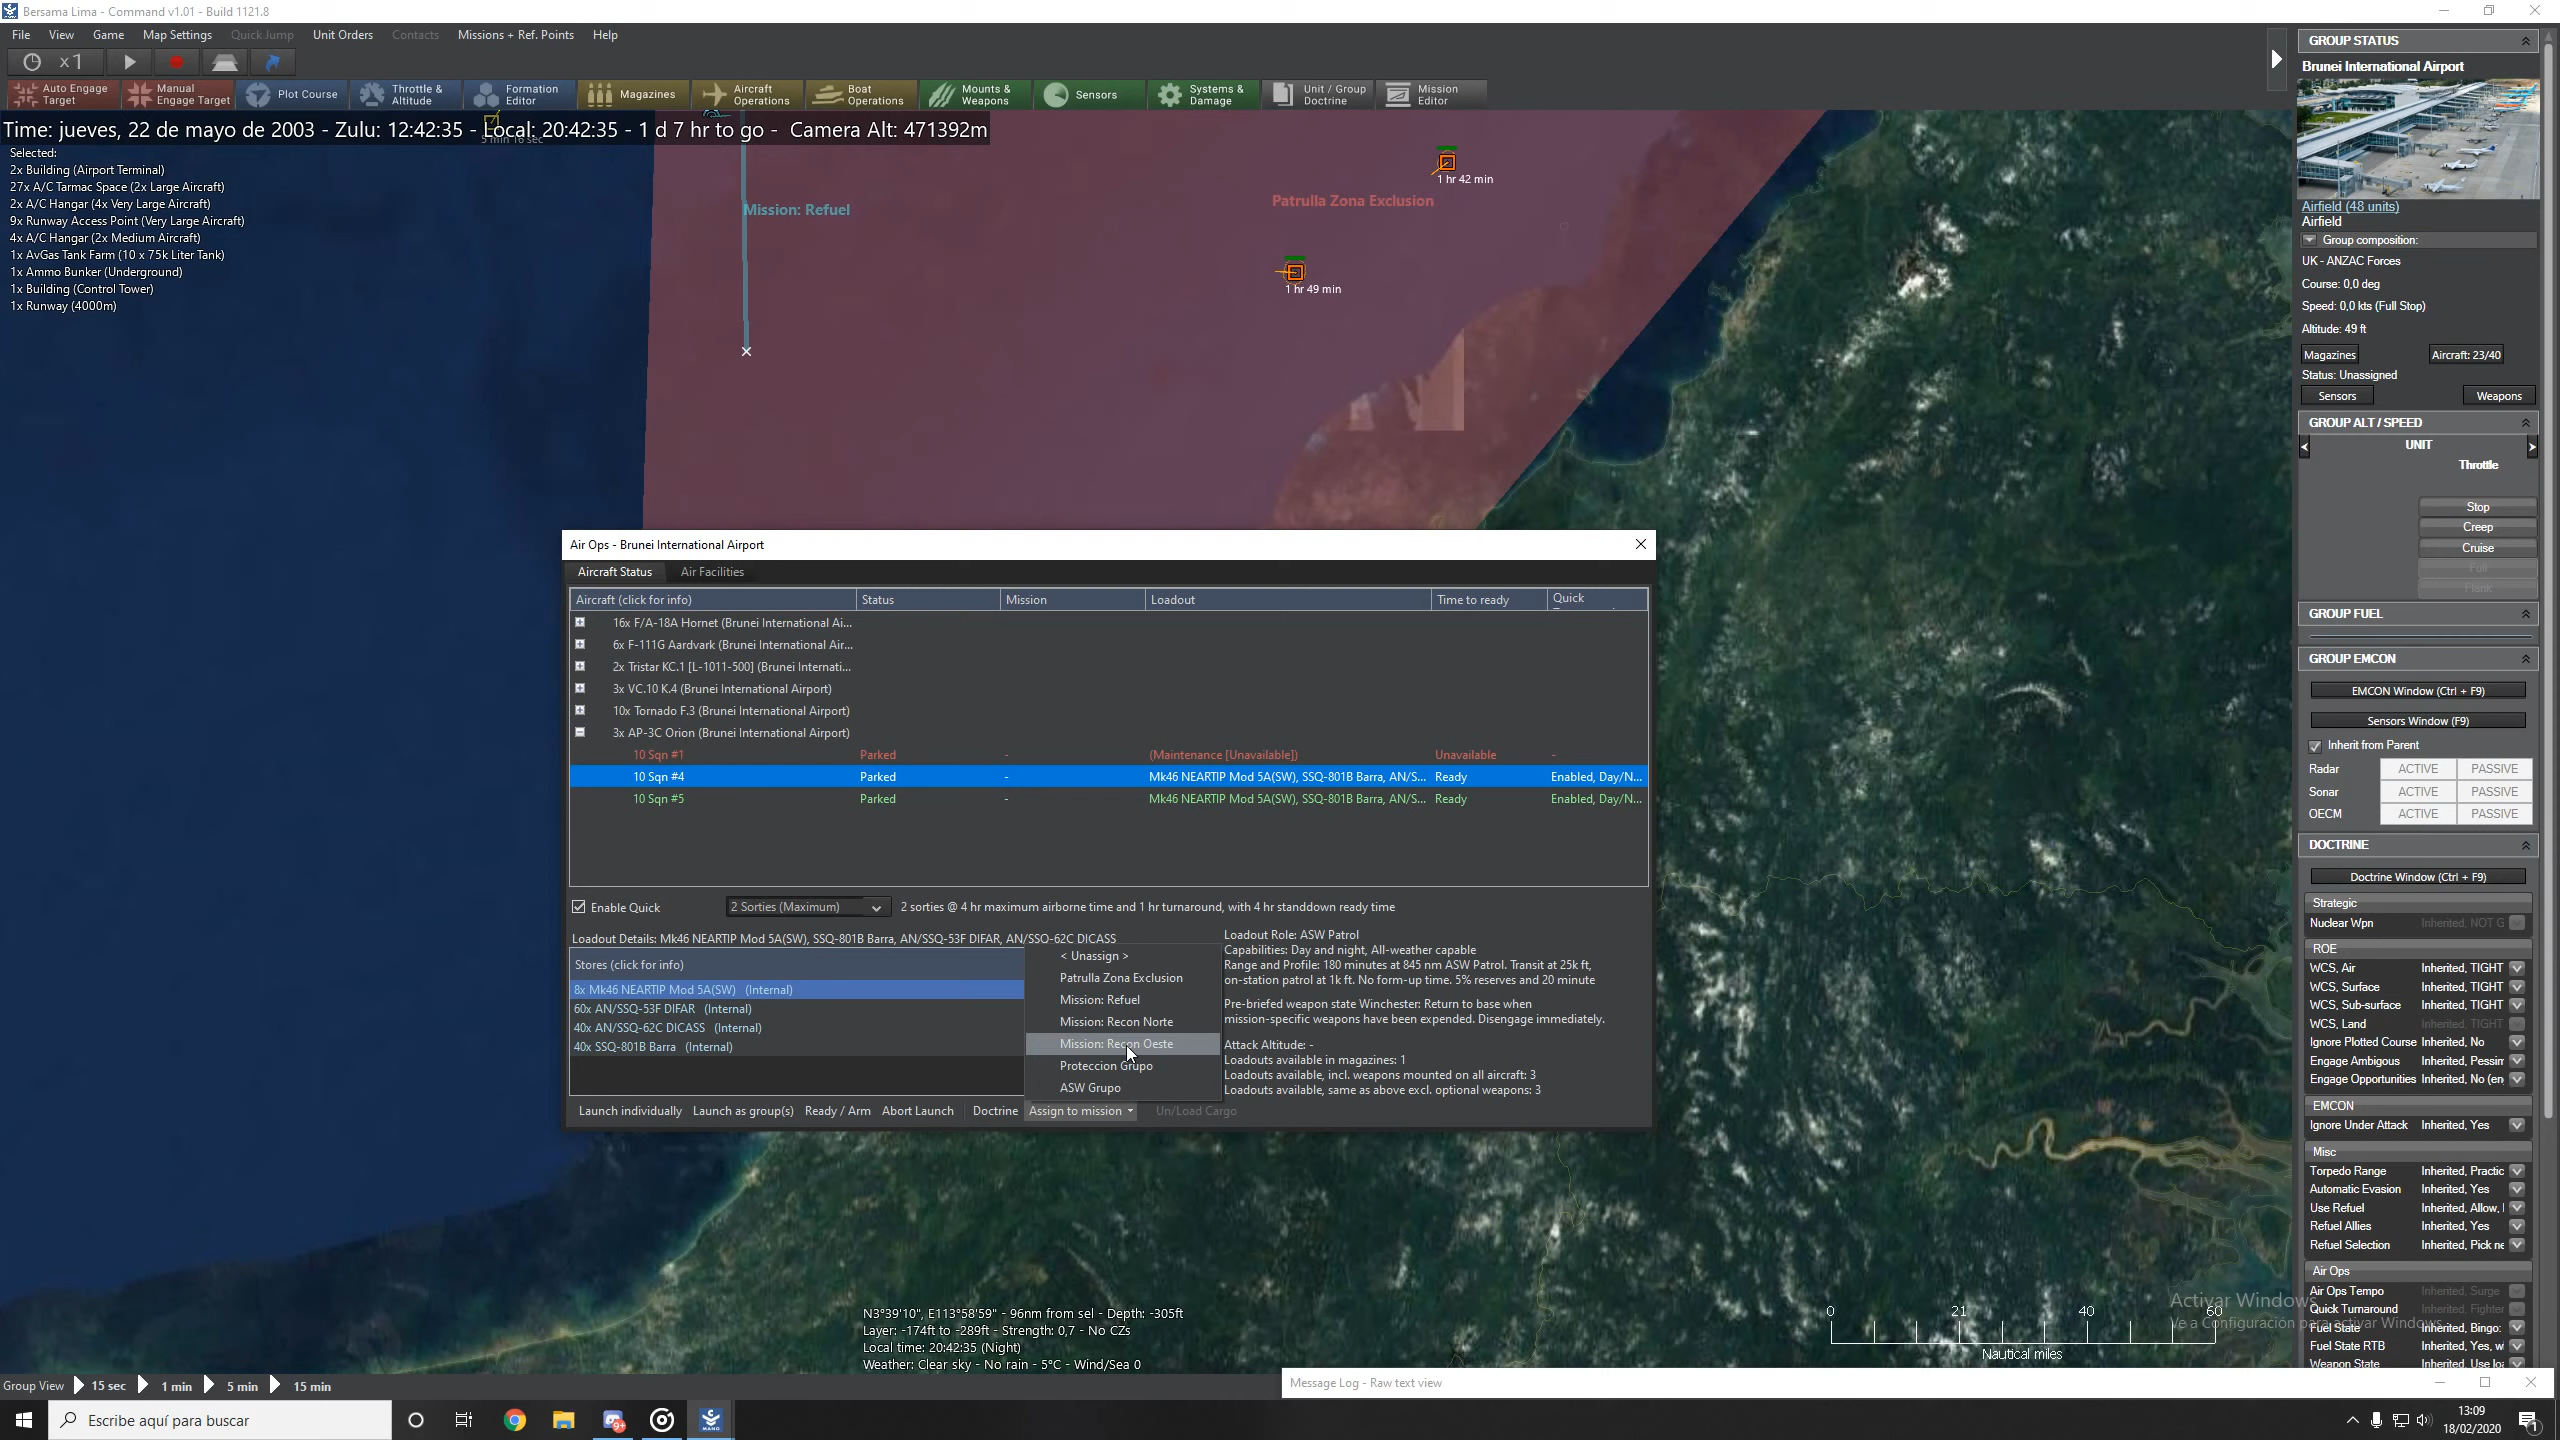 Bersama Lima - Command v1.01 - Build 1121.8
File View Game Map Settings Quick Jump Unit Orders Contacts Missions + Ref. Points Help
x 1
Auto Engage Target
Manual Engage Target
Plot Course
Throttle & Altitude
Formation Editor
Magazines
Aircraft Operations
Boat Operations
Mounts & Weapons
Sensors
Systems & Damage
Unit / Group Doctrine
Mission Editor
Time: jueves, 22 de mayo de 2003 - Zulu: 12:42:35 - Local: 20:42:35 - 1 d 7 hr to go - Camera Alt: 471392m
5 min 16 sec
Selected:
2x Building (Airport Terminal)
27x A/C Tarmac Space (2x Large Aircraft)
2x A/C Hangar (4x Very Large Aircraft)
9x Runway Access Point (Very Large Aircraft)
4x A/C Hangar (2x Medium Aircraft)
1x AvGas Tank Farm (10 x 75k Liter Tank)
1x Ammo Bunker (Underground)
1x Building (Control Tower)
1x Runway (4000m)
Mission: Refuel
Patrulla Zona Exclusion
1 hr 42 min
1 hr 49 min
Air Ops - Brunei International Airport
Aircraft Status Air Facilities
Aircraft (click for info) Status Mission Loadout Time to ready Quick
16x F/A-18A Hornet (Brunei International Ai...
6x F-111G Aardvark (Brunei International Air...
2x Tristar KC.1 [L-1011-500] (Brunei Internati...
3x VC.10 K.4 (Brunei International Airport)
10x Tornado F.3 (Brunei International Airport)
3x AP-3C Orion (Brunei International Airport)
10 Sqn #1 Parked - (Maintenance [Unavailable]) Unavailable -
10 Sqn #4 Parked - Mk46 NEARTIP Mod 5A(SW), SSQ-801B Barra, AN/S... Ready Enabled, Day/N...
10 Sqn #5 Parked - Mk46 NEARTIP Mod 5A(SW), SSQ-801B Barra, AN/S... Ready Enabled, Day/N...
Enable Quick 2 Sorties (Maximum) 2 sorties @ 4 hr maximum airborne time and 1 hr turnaround, with 4 hr standdown ready time
Loadout Details: Mk46 NEARTIP Mod 5A(SW), SSQ-801B Barra, AN/SSQ-53F DIFAR, AN/SSQ-62C DICASS
Stores (click for info)
8x Mk46 NEARTIP Mod 5A(SW) (Internal)
60x AN/SSQ-53F DIFAR (Internal)
40x AN/SSQ-62C DICASS (Internal)
40x SSQ-801B Barra (Internal)
< Unassign >
Patrulla Zona Exclusion
Mission: Refuel
Mission: Recon Norte
Mission: Recon Oeste
Proteccion Grupo
ASW Grupo
Loadout Role: ASW Patrol
Capabilities: Day and night, All-weather capable
Range and Profile: 180 minutes at 845 nm ASW Patrol. Transit at 25k ft,
on-station patrol at 1k ft. No form-up time. 5% reserves and 20 minute
Pre-briefed weapon state Winchester: Return to base when
mission-specific weapons have been expended. Disengage immediately.
Attack Altitude: -
Loadouts available in magazines: 1
Loadouts available, incl. weapons mounted on all aircraft: 3
Loadouts available, same as above excl. optional weapons: 3
Launch individually Launch as group(s) Ready / Arm Abort Launch Doctrine Assign to mission Un/Load Cargo
N3°39'10", E113°58'59" - 96nm from sel - Depth: -305ft
Layer: -174ft to -289ft - Strength: 0,7 - No CZs
Local time: 20:42:35 (Night)
Weather: Clear sky - No rain - 5°C - Wind/Sea 0
0 21 40 60
Nautical miles
GROUP STATUS
Brunei International Airport
Airfield (48 units)
Airfield
Group composition:
UK - ANZAC Forces
Course: 0,0 deg
Speed: 0,0 kts (Full Stop)
Altitude: 49 ft
Magazines Aircraft: 23/40
Status: Unassigned
Sensors Weapons
GROUP ALT / SPEED
UNIT
Throttle
Stop
Creep
Cruise
Full
Flank
GROUP FUEL
GROUP EMCON
EMCON Window (Ctrl + F9)
Sensors Window (F9)
Inherit from Parent
Radar ACTIVE PASSIVE
Sonar ACTIVE PASSIVE
OECM ACTIVE PASSIVE
DOCTRINE
Doctrine Window (Ctrl + F9)
Strategic
Nuclear Wpn Inherited, NOT G
ROE
WCS, Air Inherited, TIGHT
WCS, Surface Inherited, TIGHT
WCS, Sub-surface Inherited, TIGHT
WCS, Land Inherited, TIGHT
Ignore Plotted Course Inherited, No
Engage Ambiguous Inherited, Pessim
Engage Opportunities Inherited, No (en
EMCON
Ignore Under Attack Inherited, Yes
Misc
Torpedo Range Inherited, Practic
Automatic Evasion Inherited, Yes
Use Refuel Inherited, Allow, I
Refuel Allies Inherited, Yes
Refuel Selection Inherited, Pick ne
Air Ops
Air Ops Tempo Inherited, Surge
Quick Turnaround Inherited, Fighter
Fuel State Inherited, Bingo:
Fuel State RTB Inherited, Yes, w
Weapon State Inherited, Use loa
Activar Windows
Ve a Configuración para activar Windows.
Group View 15 sec 1 min 5 min 15 min
Message Log - Raw text view
Escribe aquí para buscar
9+
13:09
18/02/2020
1